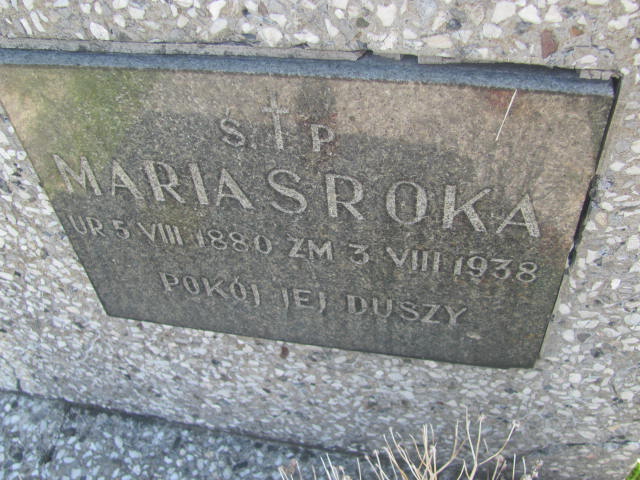 Ś. † P
MARIA SROKA
UR 5 VIII 1880 ZM 3 VIII 1938
POKÓJ JEJ DUSZY